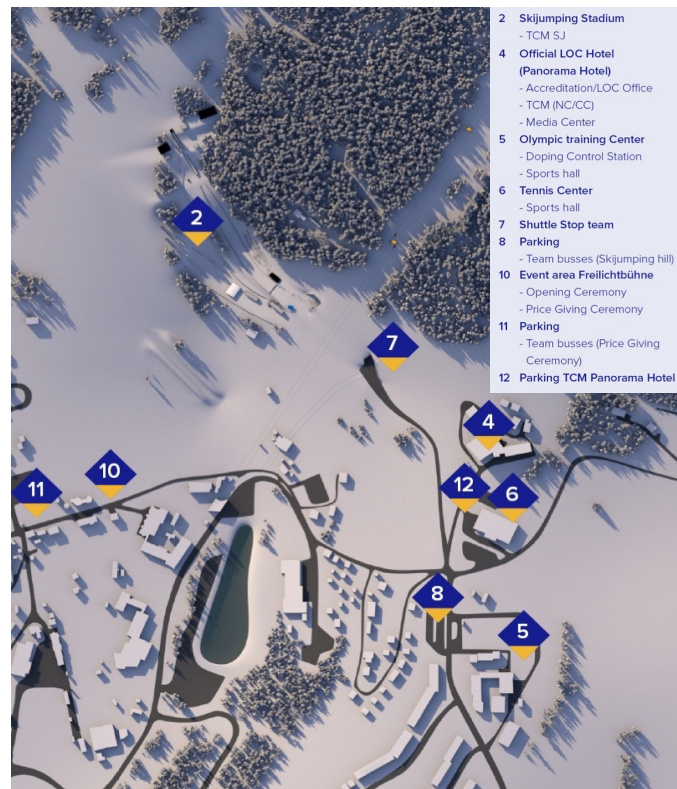 2 Skijumping Stadium
- TCM SJ
4 Official LOC Hotel
(Panorama Hotel)
- Accreditation/LOC Office
- TCM (NC/CC)
- Media Center
5 Olympic training Center
- Doping Control Station
- Sports hall
6 Tennis Center
- Sports hall
7 Shuttle Stop team
8 Parking
- Team busses (Skijumping hill)
10 Event area Freilichtbühne
- Opening Ceremony
- Price Giving Ceremony
11 Parking
- Team busses (Price Giving
Ceremony)
12 Parking TCM Panorama Hotel
2
7
4
10
11
12
6
8
5